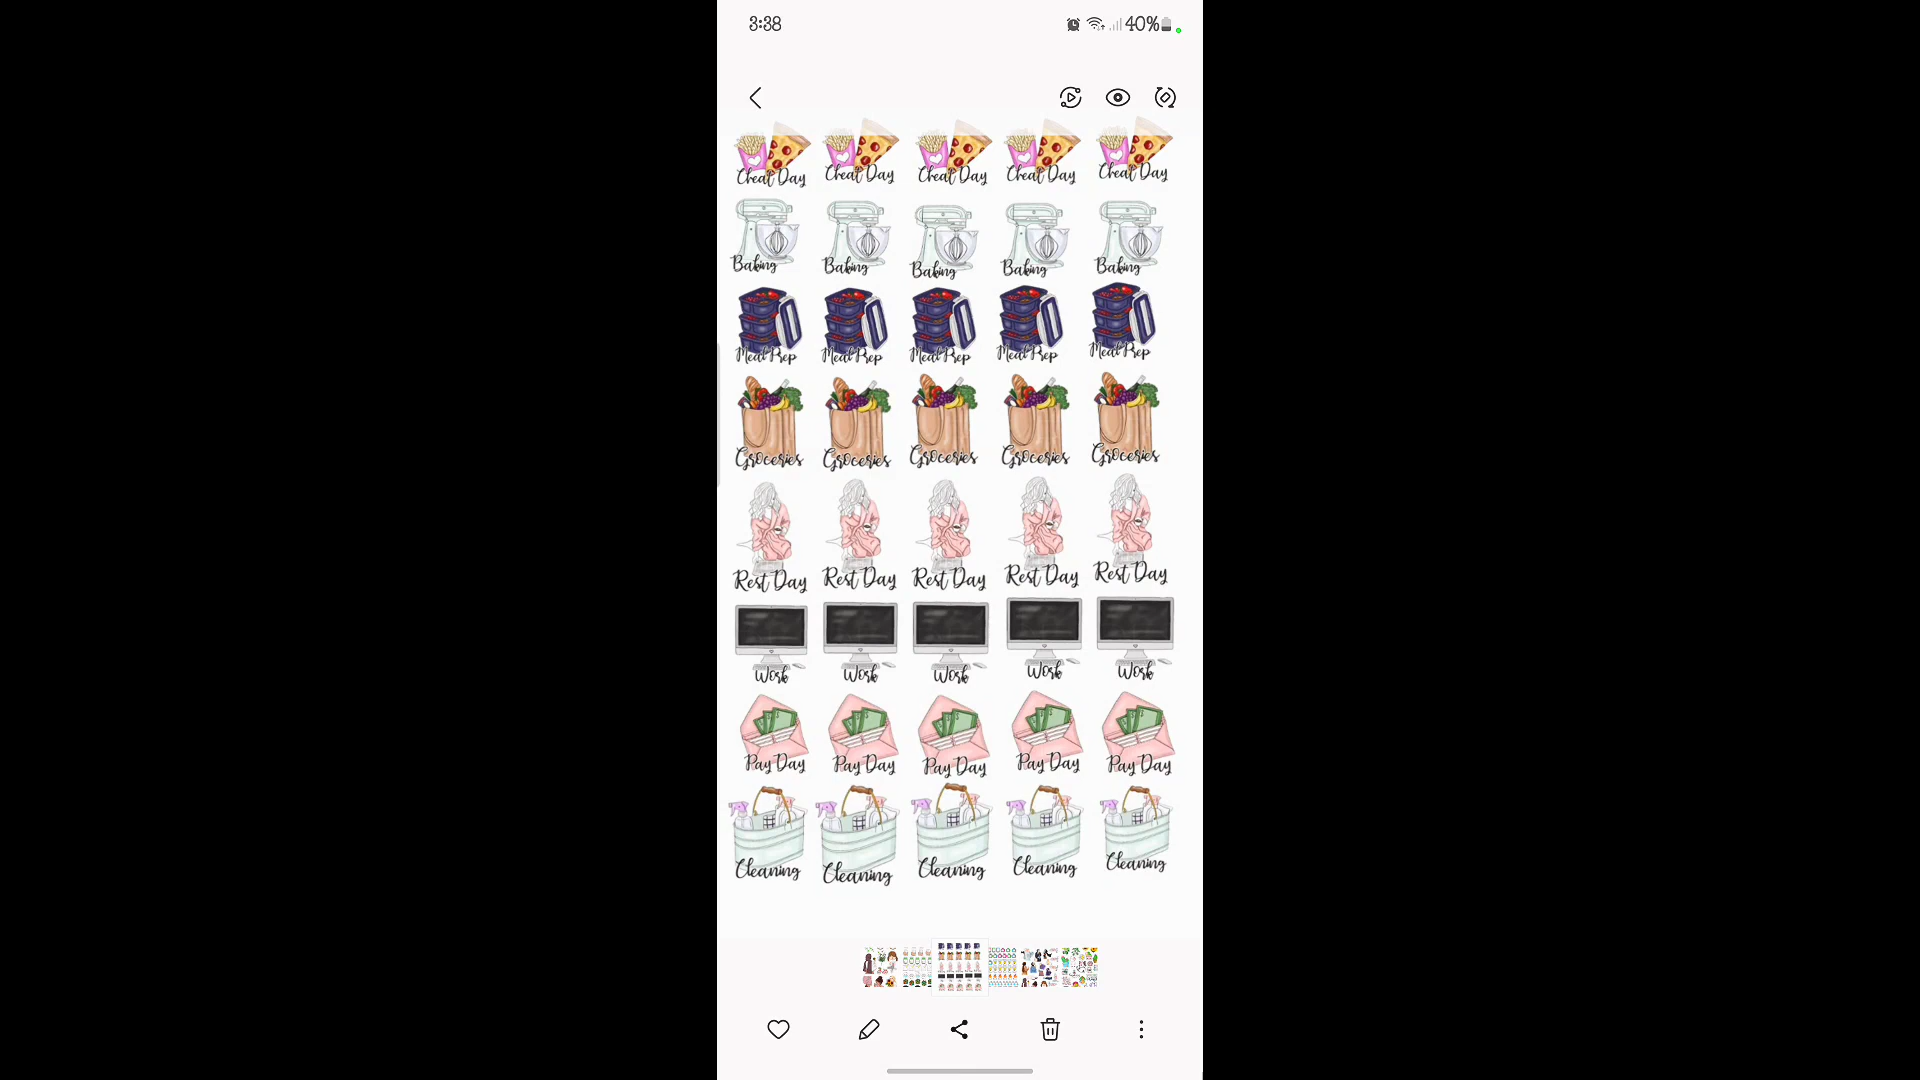 3:38
40%
Cheat Day Cheat Day Cheat Day Cheat Day Cheat Day
Baking Baking Baking Baking Baking
Meal Prep Meal Prep Meal Prep Meal Prep Meal Prep
Groceries Groceries Groceries Groceries Groceries
Rest Day Rest Day Rest Day Rest Day Rest Day
Work Work Work Work Work
Pay Day Pay Day Pay Day Pay Day Pay Day
Cleaning Cleaning Cleaning Cleaning Cleaning